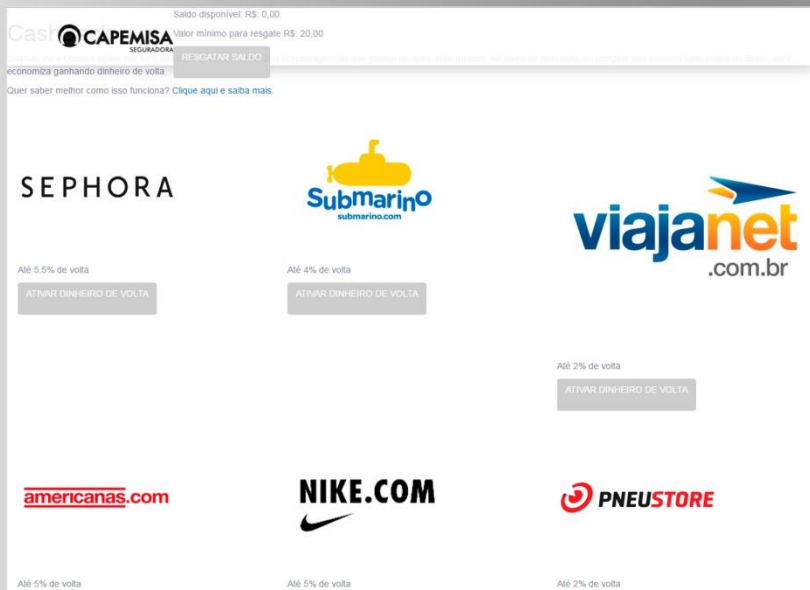 Saldo disponível: R$: 0,00
Cas
CAPEMISA
SEGURADORA
Valor mínimo para resgate R$: 20,00
RESGATAR SALDO
economiza ganhando dinheiro de volta.
Quer saber melhor como isso funciona? Clique aqui e saiba mais.
SEPHORA
Submarino
submarino.com
viajanet
.com.br
Até 5.5% de volta
Até 4% de volta
ATIVAR DINHEIRO DE VOLTA
ATIVAR DINHEIRO DE VOLTA
Até 2% de volta
ATIVAR DINHEIRO DE VOLTA
americanas.com
NIKE.COM
PNEUSTORE
Até 5% de volta
Até 5% de volta
Até 2% de volta